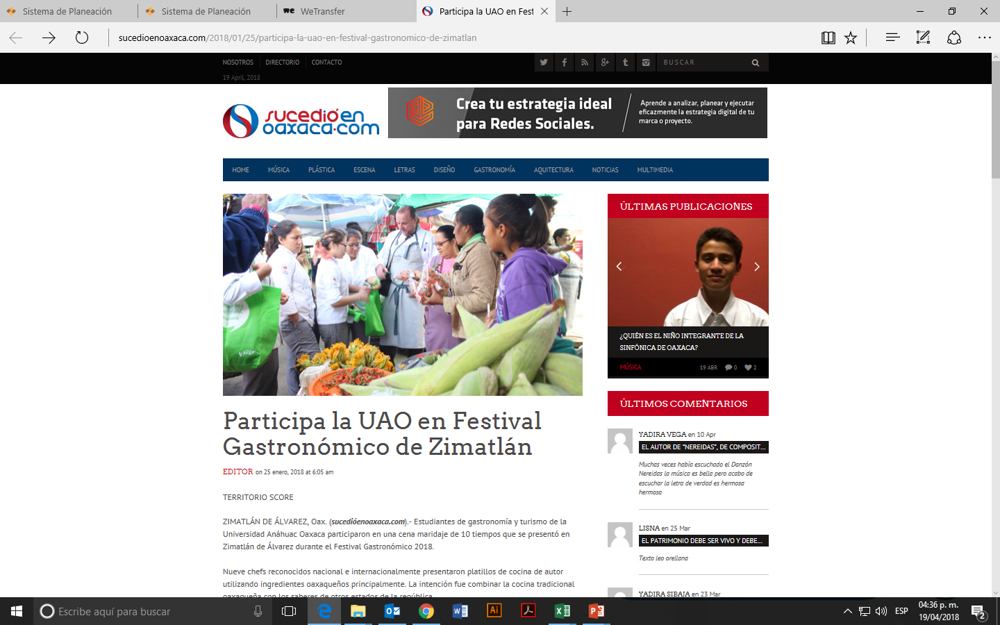 Sistema de Planeación
Sistema de Planeación
WeTransfer
Participa la UAO en Fest
sucedioenoaxaca.com/2018/01/25/participa-la-uao-en-festival-gastronomico-de-zimatlan
NOSOTROS
DIRECTORIO
CONTACTO
BUSCAR
19 April, 2018
sucedió en
oaxaca.com
Crea tu estrategia ideal
para Redes Sociales.
Aprende a analizar, planear y ejecutar
eficazmente la estrategia digital de tu
marca o proyecto.
HOME
MÚSICA
PLÁSTICA
ESCENA
LETRAS
DISEÑO
GASTRONOMÍA
AQUITECTURA
NOTICIAS
MULTIMEDIA
Participa la UAO en Festival
Gastronómico de Zimatlán
EDITOR on 25 enero, 2018 at 6:05 am
TERRITORIO SCORE
ZIMATLÁN DE ÁLVAREZ, Oax. (sucedióenoaxaca.com).- Estudiantes de gastronomía y turismo de la
Universidad Anáhuac Oaxaca participaron en una cena maridaje de 10 tiempos que se presentó en
Zimatlán de Álvarez durante el Festival Gastronómico 2018.
Nueve chefs reconocidos nacional e internacionalmente presentaron platillos de cocina de autor
utilizando ingredientes oaxaqueños principalmente. La intención fue combinar la cocina tradicional
oaxaqueña con los saberes de otros estados de la república.
ÚLTIMAS PUBLICACIONES
¿QUIÉN ES EL NIÑO INTEGRANTE DE LA
SINFÓNICA DE OAXACA?
MÚSICA
19 ABR
0
2
ÚLTIMOS COMENTARIOS
YADIRA VEGA en 10 Apr
EL AUTOR DE “NEREIDAS”, DE COMPOSIT...
Muchas veces había escuchado el Danzón
Nereidas la música es bella pero acabo de
escuchar la letra de verdad es hermosa
hermosa
LISNA en 25 Mar
EL PATRIMONIO DEBE SER VIVO Y DEBE...
Texto leo orellana
YADIRA SIBAJA en 23 Mar
Escribe aquí para buscar
ESP
04:36 p. m.
19/04/2018
2